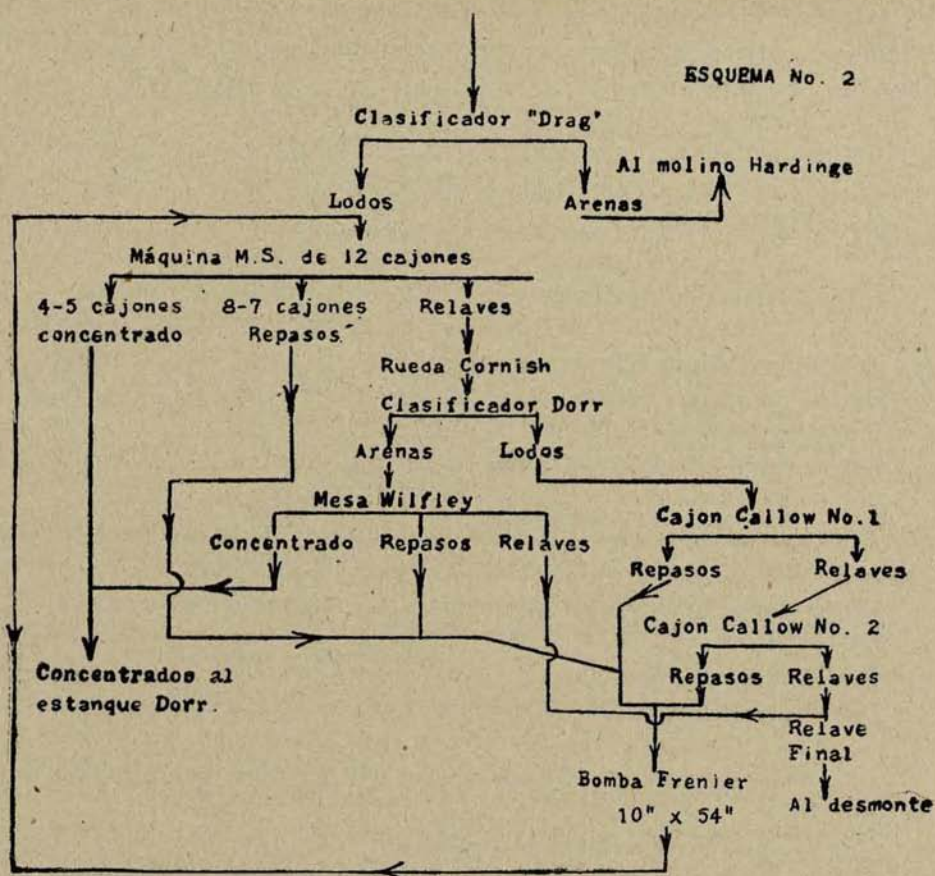 ESQUEMA No. 2
Clasificador "Drag"
Al molino Hardinge
Lodos
Arenas
Máquina M.S. de 12 cajones
4-5 cajones
concentrado
8-7 cajones
Repasos
Relaves
Rueda Cornish
Clasificador Dorr
Arenas
Lodos
Mesa Wilfley
Cajon Callow No.1
Concentrado
Repasos
Relaves
Repasos
Relaves
Cajon Callow No. 2
Concentrados al
estanque Dorr.
Repasos
Relaves
Relave
Final
Bomba Frenier
10" x 54"
Al desmonte